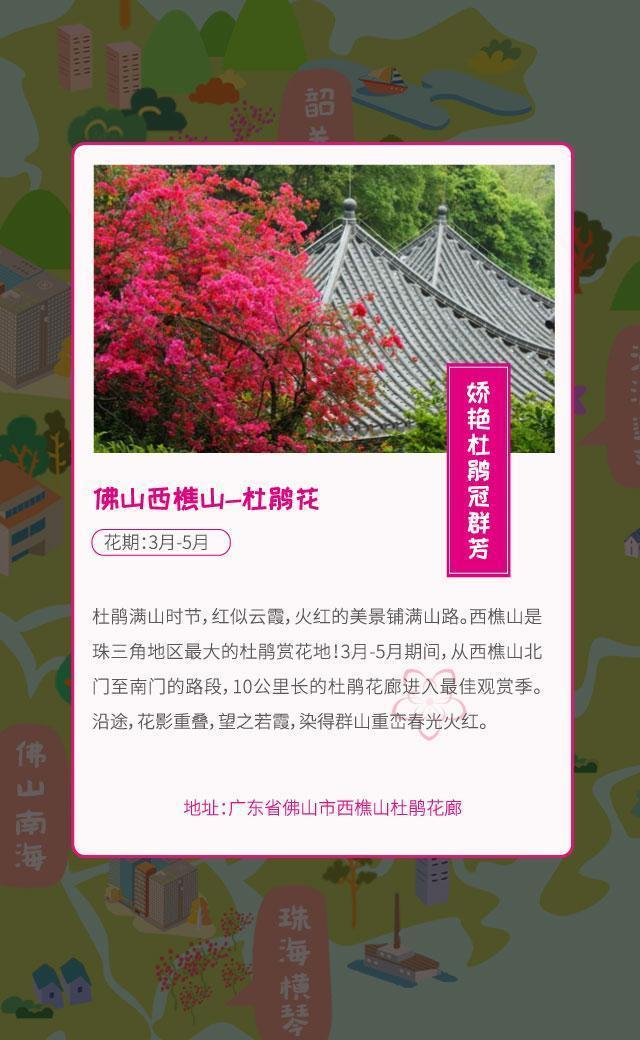 韶
娇艳杜鹃冠群芳
佛山西樵山-杜鹃花
花期:3月-5月
杜鹃满山时节,红似云霞,火红的美景铺满山路。西樵山是
珠三角地区最大的杜鹃赏花地!3月-5月期间,从西樵山北
门至南门的路段,10公里长的杜鹃花廊进入最佳观赏季。
沿途,花影重叠,望之若霞,染得群山重峦春光火红。
地址:广东省佛山市西樵山杜鹃花廊
佛山南海
珠海横琴